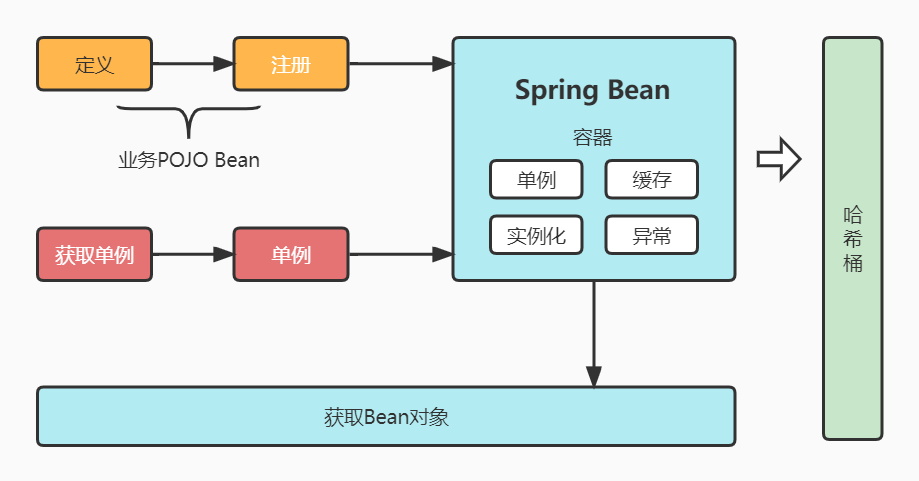 定义
注册
业务POJO Bean
获取单例
单例
Spring Bean
容器
单例
缓存
实例化
异常
获取Bean对象
哈希桶